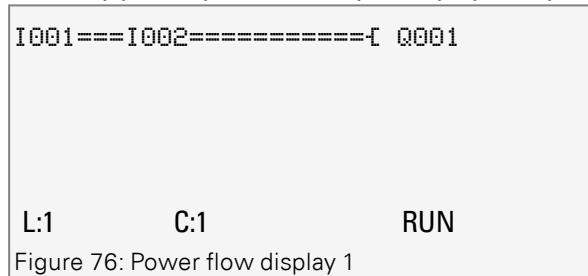 I001===I002===========-[ Q001
L:1 C:1 RUN
Figure 76: Power flow display 1